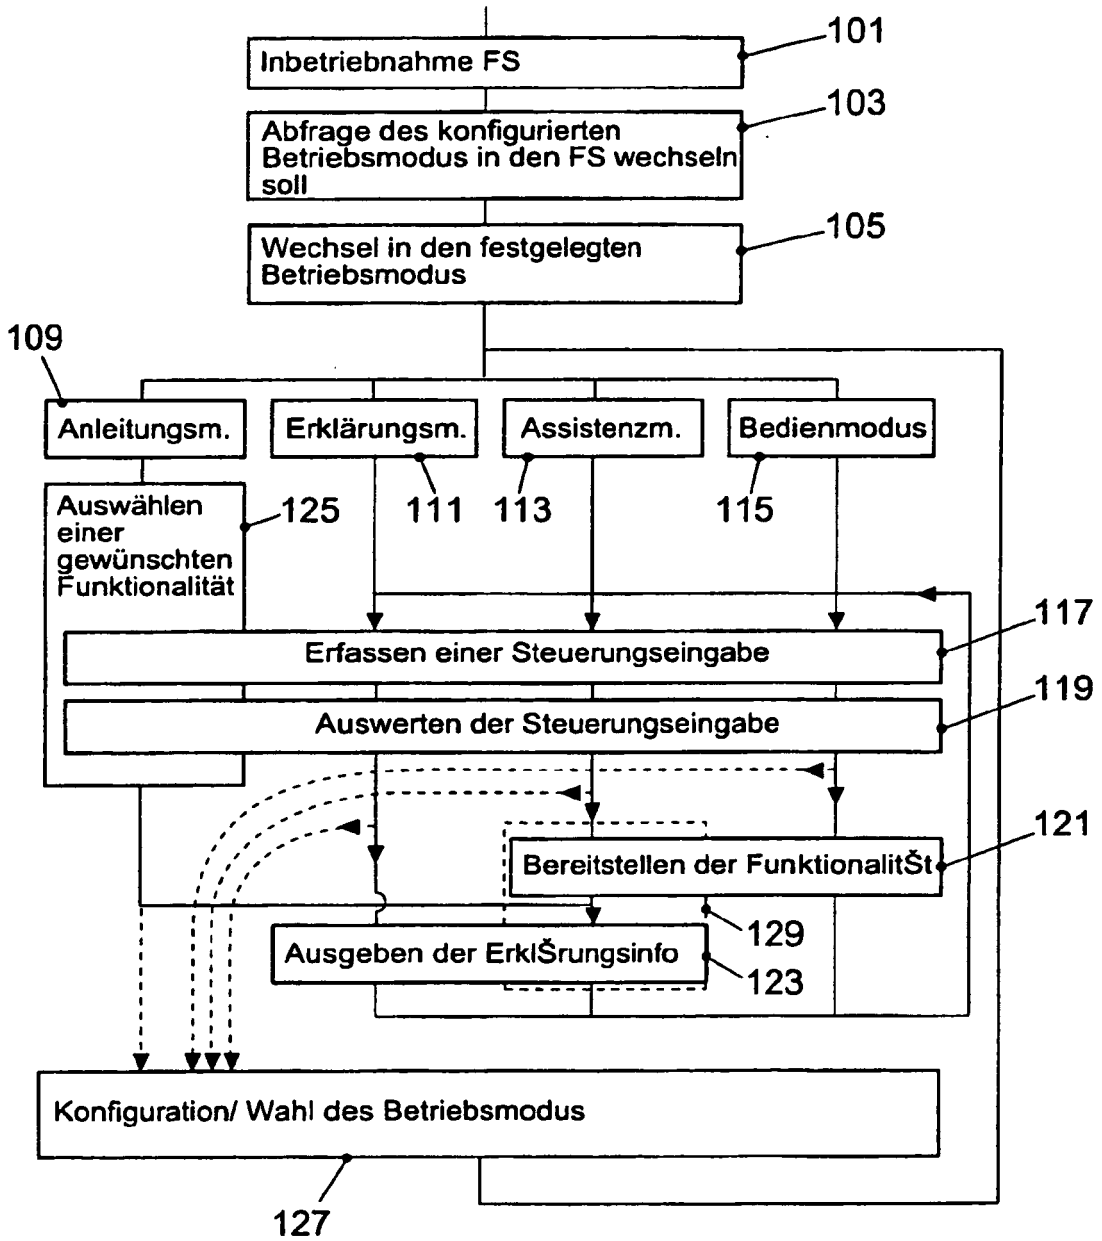 101
Inbetriebnahme FS
103
Abfrage des konfigurierten
Betriebsmodus in den FS wechseln
soll
105
Wechsel in den festgelegten
Betriebsmodus
109
Anleitungsm.
Erklärungsm.
Assistenzm.
Bedienmodus
111
113
115
Auswählen
einer
gewünschten
Funktionalität
125
117
Erfassen einer Steuerungseingabe
119
Auswerten der Steuerungseingabe
121
Bereitstellen der FunktionalitŠt
129
Ausgeben der ErklŠrungsinfo
123
Konfiguration/ Wahl des Betriebsmodus
127